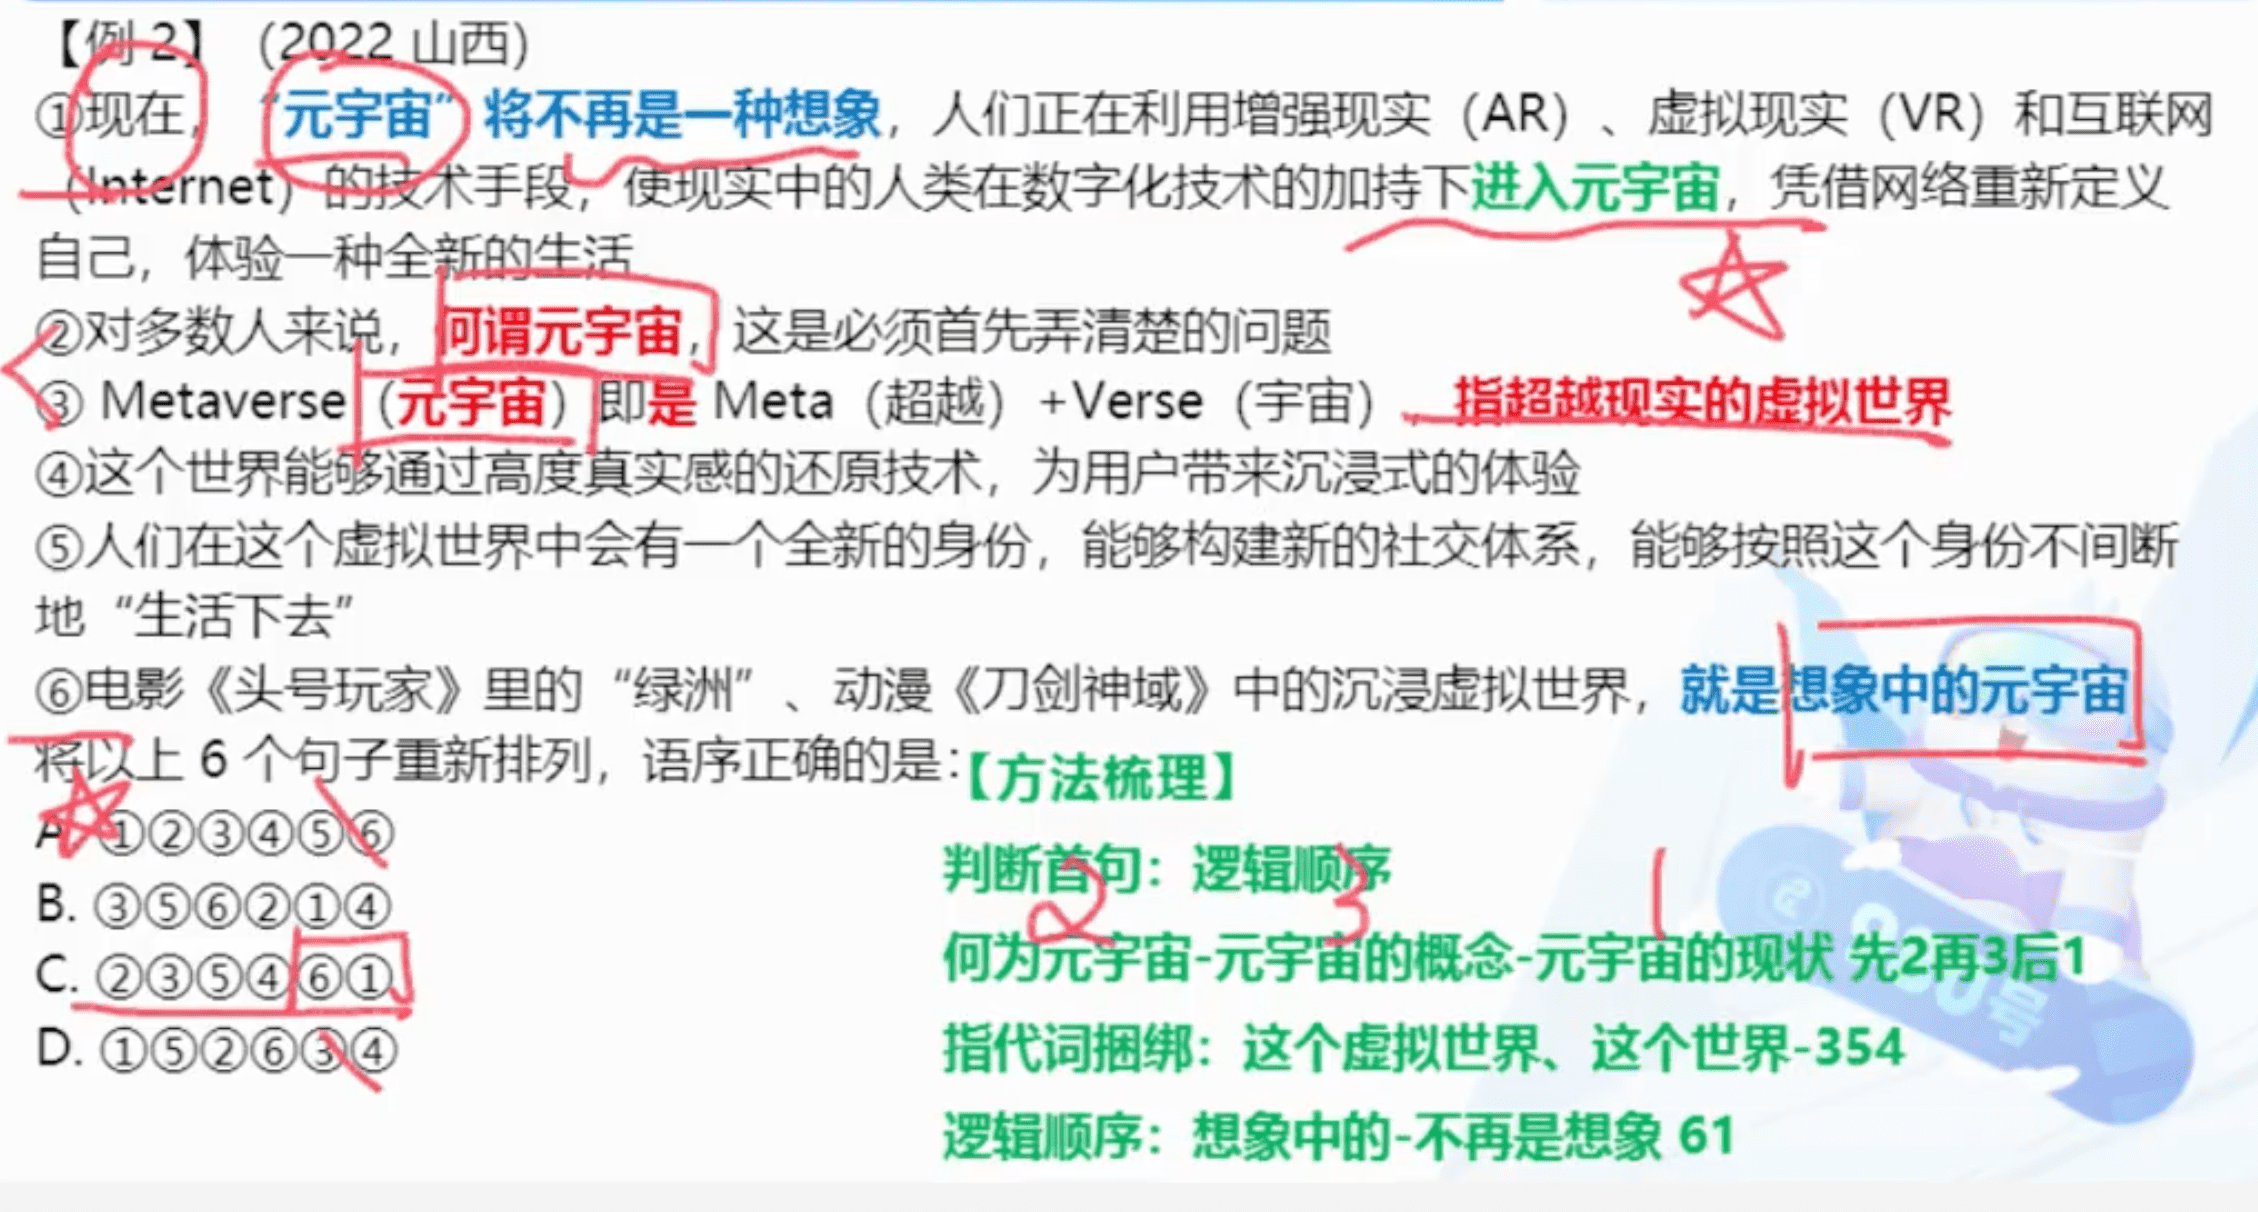 【例 2】（2022 山西）
①现在，“元宇宙”将不再是一种想象，人们正在利用增强现实（AR）、虚拟现实（VR）和互联网
（Internet）的技术手段，使现实中的人类在数字化技术的加持下进入元宇宙，凭借网络重新定义
自己，体验一种全新的生活
②对多数人来说，何谓元宇宙，这是必须首先弄清楚的问题
③ Metaverse（元宇宙）即是 Meta（超越）+Verse（宇宙），指超越现实的虚拟世界
④这个世界能够通过高度真实感的还原技术，为用户带来沉浸式的体验
⑤人们在这个虚拟世界中会有一个全新的身份，能够构建新的社交体系，能够按照这个身份不间断
地“生活下去”
⑥电影《头号玩家》里的“绿洲”、动漫《刀剑神域》中的沉浸虚拟世界，就是想象中的元宇宙
将以上 6 个句子重新排列，语序正确的是：
A. ①②③④⑤⑥
B. ③⑤⑥②①④
C. ②③⑤④⑥①
D. ①⑤②⑥③④
【方法梳理】
判断首句：逻辑顺序
2 3 1
何为元宇宙-元宇宙的概念-元宇宙的现状 先2再3后1
指代词捆绑：这个虚拟世界、这个世界-354
逻辑顺序：想象中的-不再是想象 61